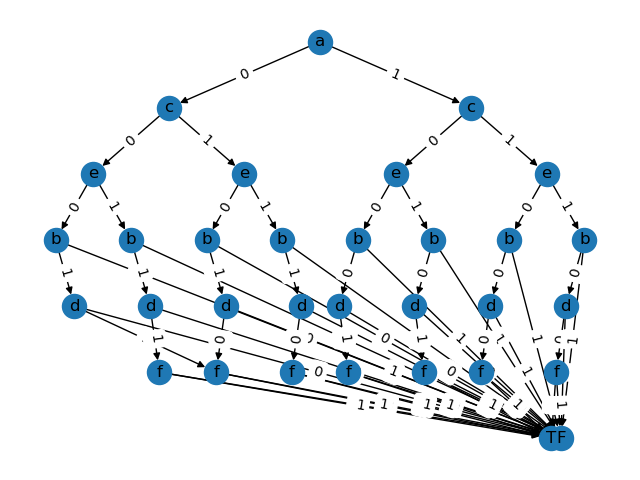 a
0 1
c c
0 1 0 1
e e e e
0 1 0 1 0 1 0 1
b b b b b b b b
1 1 1 1 0 0 0 0
d d d d d d d d
1 0 0 1 0 1 1 0 1 0 1
f f f f f f f f
0 1 0 1
1 1 1 1 1 1 1 1
T F